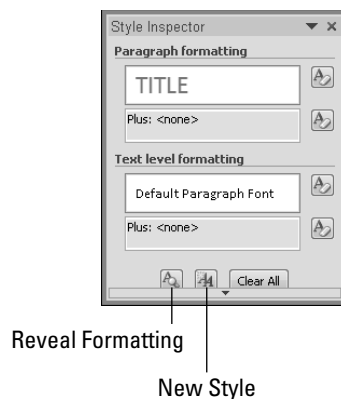 Style Inspector
Paragraph formatting
TITLE
Plus: <none>
Text level formatting
Default Paragraph Font
Plus: <none>
Clear All
Reveal Formatting
New Style